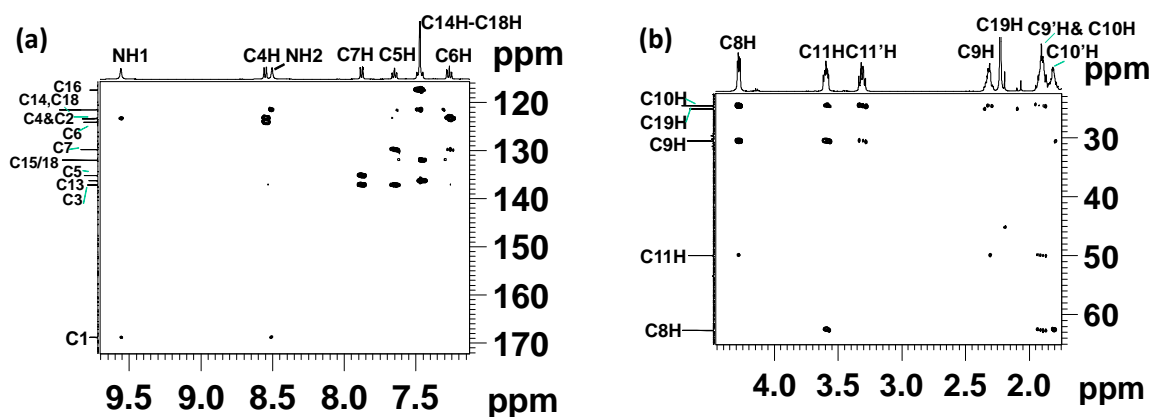 (a)
NH1
C4H
NH2
C7H
C5H
C14H-C18H
C6H
ppm
C16
C14,C18
C4&C2
C6
C7
C15/18
C5
C13
C3
C1
120
130
140
150
160
170
9.5
9.0
8.5
8.0
7.5
ppm
(b)
C8H
C11H
C11'H
C9H
C19H
C9'H& C10H
C10'H
ppm
C10H
C19H
C9H
C11H
C8H
30
40
50
60
4.0
3.5
3.0
2.5
2.0
ppm